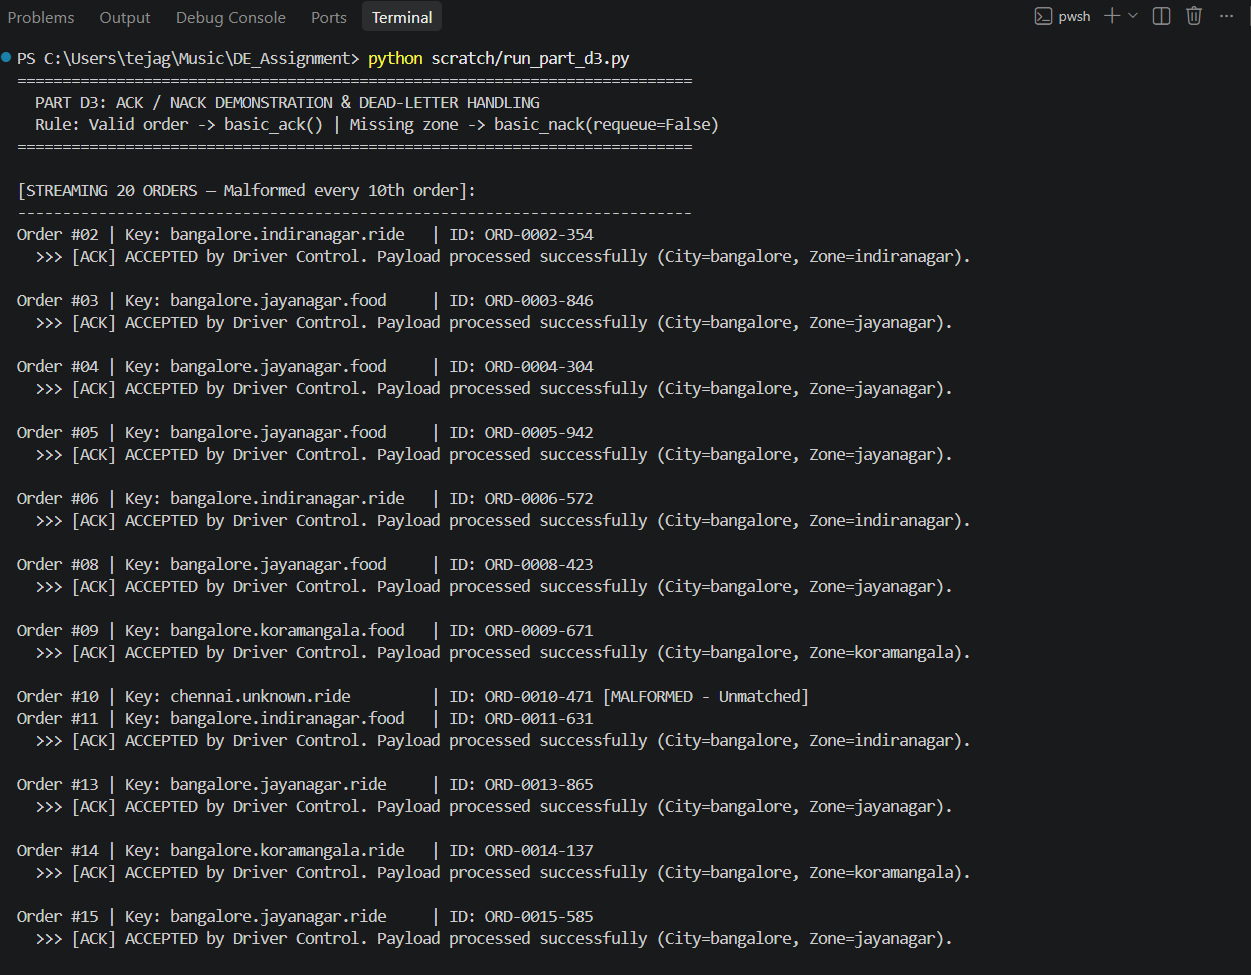 Problems Output Debug Console Ports Terminal pwsh
PS C:\Users\tejag\Music\DE_Assignment> python scratch/run_part_d3.py
===========================================================================
PART D3: ACK / NACK DEMONSTRATION & DEAD-LETTER HANDLING
Rule: Valid order -> basic_ack() | Missing zone -> basic_nack(requeue=False)
===========================================================================
[STREAMING 20 ORDERS — Malformed every 10th order]:
---------------------------------------------------------------------------
Order #02 | Key: bangalore.indiranagar.ride | ID: ORD-0002-354
>>> [ACK] ACCEPTED by Driver Control. Payload processed successfully (City=bangalore, Zone=indiranagar).
Order #03 | Key: bangalore.jayanagar.food | ID: ORD-0003-846
>>> [ACK] ACCEPTED by Driver Control. Payload processed successfully (City=bangalore, Zone=jayanagar).
Order #04 | Key: bangalore.jayanagar.food | ID: ORD-0004-304
>>> [ACK] ACCEPTED by Driver Control. Payload processed successfully (City=bangalore, Zone=jayanagar).
Order #05 | Key: bangalore.jayanagar.food | ID: ORD-0005-942
>>> [ACK] ACCEPTED by Driver Control. Payload processed successfully (City=bangalore, Zone=jayanagar).
Order #06 | Key: bangalore.indiranagar.ride | ID: ORD-0006-572
>>> [ACK] ACCEPTED by Driver Control. Payload processed successfully (City=bangalore, Zone=indiranagar).
Order #08 | Key: bangalore.jayanagar.food | ID: ORD-0008-423
>>> [ACK] ACCEPTED by Driver Control. Payload processed successfully (City=bangalore, Zone=jayanagar).
Order #09 | Key: bangalore.koramangala.food | ID: ORD-0009-671
>>> [ACK] ACCEPTED by Driver Control. Payload processed successfully (City=bangalore, Zone=koramangala).
Order #10 | Key: chennai.unknown.ride | ID: ORD-0010-471 [MALFORMED - Unmatched]
Order #11 | Key: bangalore.indiranagar.food | ID: ORD-0011-631
>>> [ACK] ACCEPTED by Driver Control. Payload processed successfully (City=bangalore, Zone=indiranagar).
Order #13 | Key: bangalore.jayanagar.ride | ID: ORD-0013-865
>>> [ACK] ACCEPTED by Driver Control. Payload processed successfully (City=bangalore, Zone=jayanagar).
Order #14 | Key: bangalore.koramangala.ride | ID: ORD-0014-137
>>> [ACK] ACCEPTED by Driver Control. Payload processed successfully (City=bangalore, Zone=koramangala).
Order #15 | Key: bangalore.jayanagar.ride | ID: ORD-0015-585
>>> [ACK] ACCEPTED by Driver Control. Payload processed successfully (City=bangalore, Zone=jayanagar).